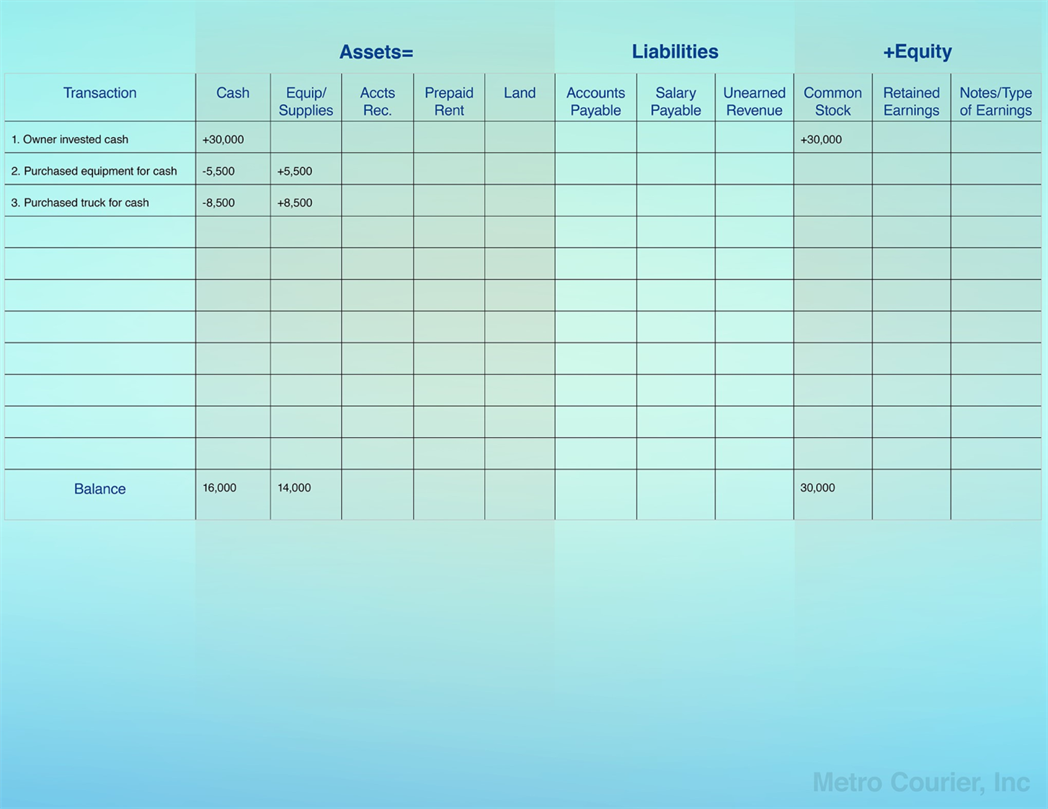 Assets= Liabilities +Equity
Transaction Cash Equip/ Supplies Accts Rec. Prepaid Rent Land Accounts Payable Salary Payable Unearned Revenue Common Stock Retained Earnings Notes/Type of Earnings
1. Owner invested cash +30,000 +30,000
2. Purchased equipment for cash -5,500 +5,500
3. Purchased truck for cash -8,500 +8,500
Balance 16,000 14,000 30,000
Metro Courier, Inc